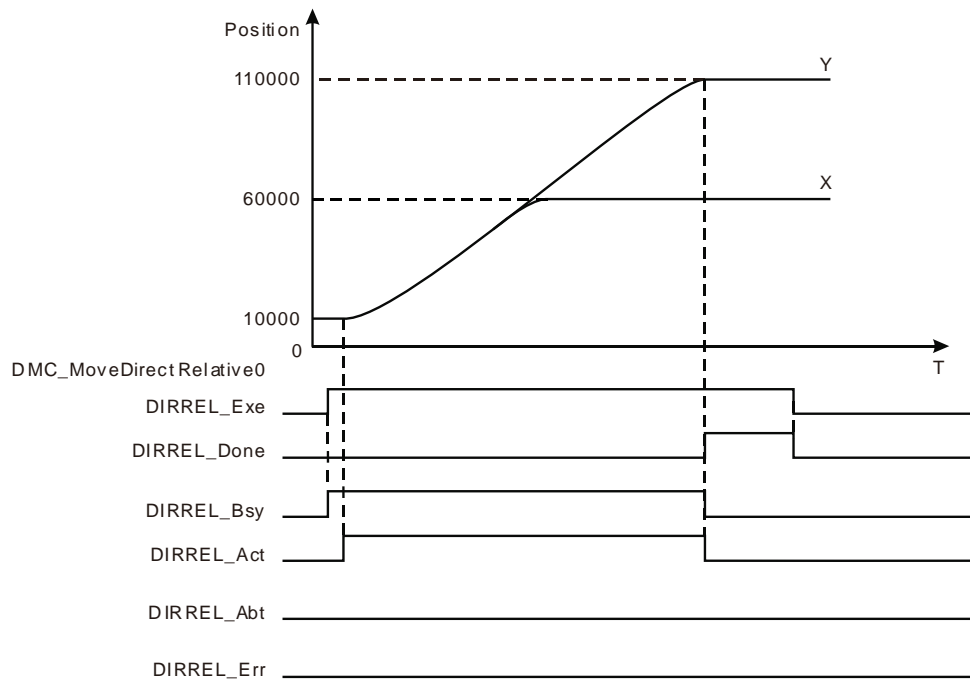 Position
110000
Y
60000
X
10000
0
T
DMC_MoveDirect Relative0
DIRREL_Exe
DIRREL_Done
DIRREL_Bsy
DIRREL_Act
DIRREL_Abt
DIRREL_Err